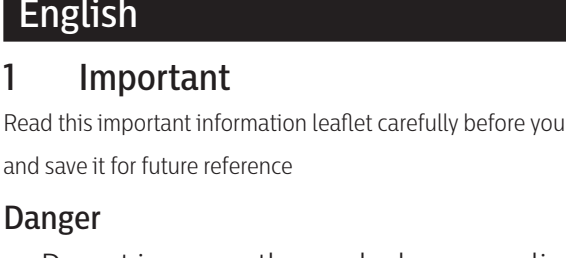 English
1 Important
Read this important information leaflet carefully before you
and save it for future reference
Danger